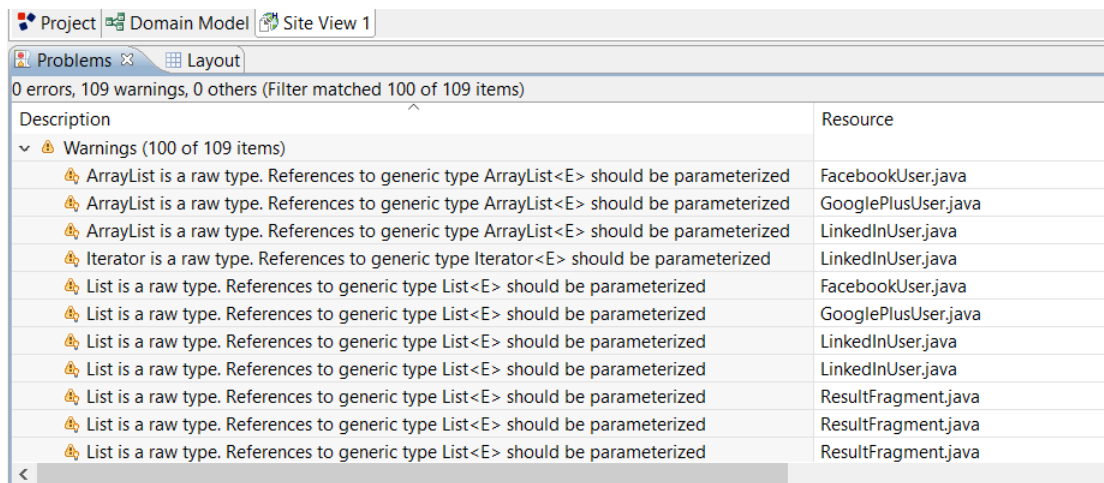 Project Domain Model Site View 1
Problems Layout
0 errors, 109 warnings, 0 others (Filter matched 100 of 109 items)
Description Resource
Warnings (100 of 109 items)
ArrayList is a raw type. References to generic type ArrayList<E> should be parameterized FacebookUser.java
ArrayList is a raw type. References to generic type ArrayList<E> should be parameterized GooglePlusUser.java
ArrayList is a raw type. References to generic type ArrayList<E> should be parameterized LinkedInUser.java
Iterator is a raw type. References to generic type Iterator<E> should be parameterized LinkedInUser.java
List is a raw type. References to generic type List<E> should be parameterized FacebookUser.java
List is a raw type. References to generic type List<E> should be parameterized GooglePlusUser.java
List is a raw type. References to generic type List<E> should be parameterized LinkedInUser.java
List is a raw type. References to generic type List<E> should be parameterized LinkedInUser.java
List is a raw type. References to generic type List<E> should be parameterized ResultFragment.java
List is a raw type. References to generic type List<E> should be parameterized ResultFragment.java
List is a raw type. References to generic type List<E> should be parameterized ResultFragment.java